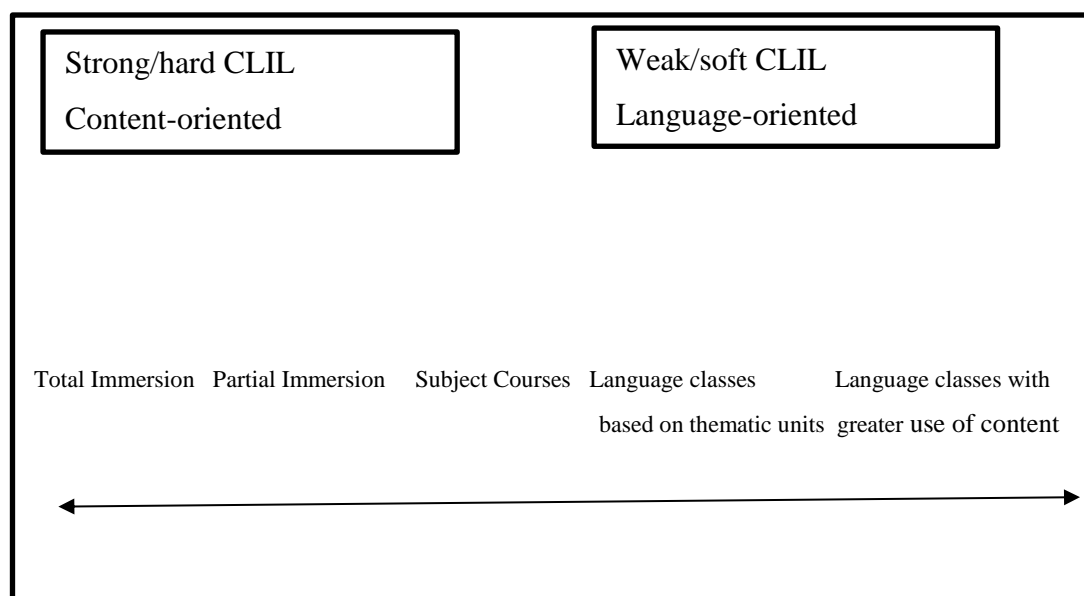 Strong/hard CLIL
Content-oriented
Weak/soft CLIL
Language-oriented
Total Immersion Partial Immersion Subject Courses Language classes Language classes with
based on thematic units greater use of content